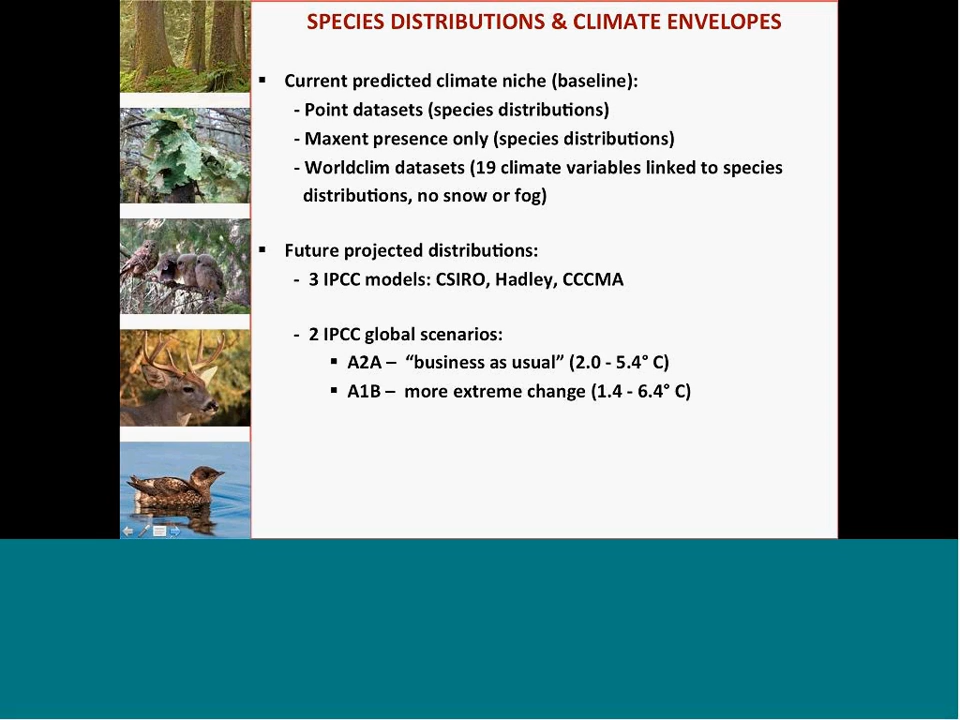 SPECIES DISTRIBUTIONS & CLIMATE ENVELOPES
▪ Current predicted climate niche (baseline):
- Point datasets (species distributions)
- Maxent presence only (species distributions)
- Worldclim datasets (19 climate variables linked to species
distributions, no snow or fog)
▪ Future projected distributions:
- 3 IPCC models: CSIRO, Hadley, CCCMA
- 2 IPCC global scenarios:
▪ A2A – “business as usual” (2.0 - 5.4° C)
▪ A1B – more extreme change (1.4 - 6.4° C)